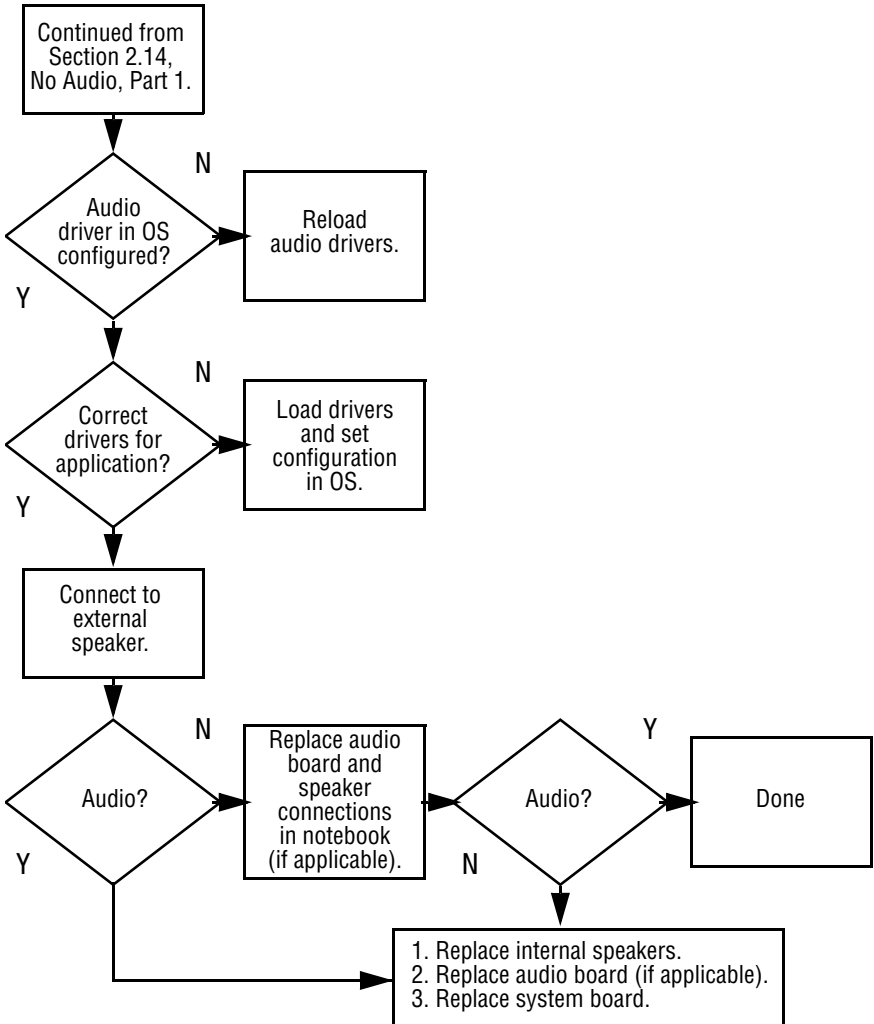 Continued from
Section 2.14,
No Audio, Part 1.
N
Audio
driver in OS
configured?
Reload
audio drivers.
Y
N
Correct
drivers for
application?
Load drivers
and set
configuration
in OS.
Y
Connect to
external
speaker.
N
Audio?
Y
Replace audio
board and
speaker
connections
in notebook
(if applicable).
Y
Audio?
N
Done
1. Replace internal speakers.
2. Replace audio board (if applicable).
3. Replace system board.